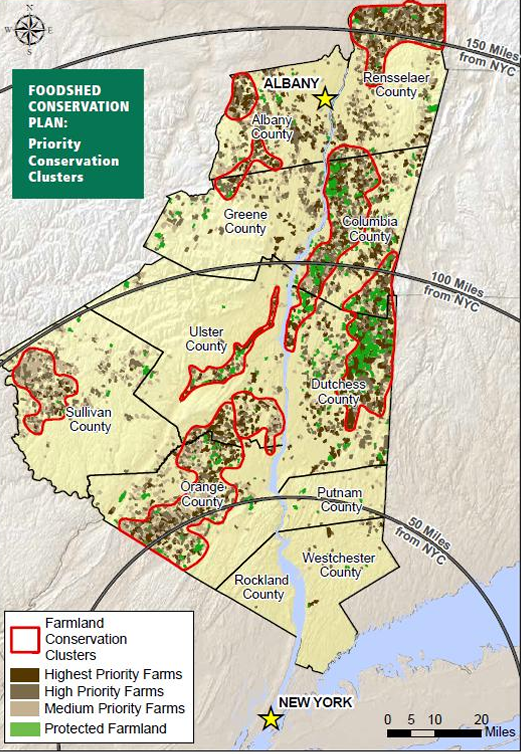 N
W
E
S
FOODSHED
CONSERVATION
PLAN:
Priority
Conservation
Clusters
150 Miles
from NYC
ALBANY
Rensselaer
County
Albany
County
Greene
County
Columbia
County
100 Miles
from NYC
Ulster
County
Dutchess
County
Sullivan
County
Orange
County
Putnam
County
50 Miles
from NYC
Westchester
County
Rockland
County
Farmland
Conservation
Clusters
Highest Priority Farms
High Priority Farms
Medium Priority Farms
Protected Farmland
NEW YORK
0 5 10 20
Miles